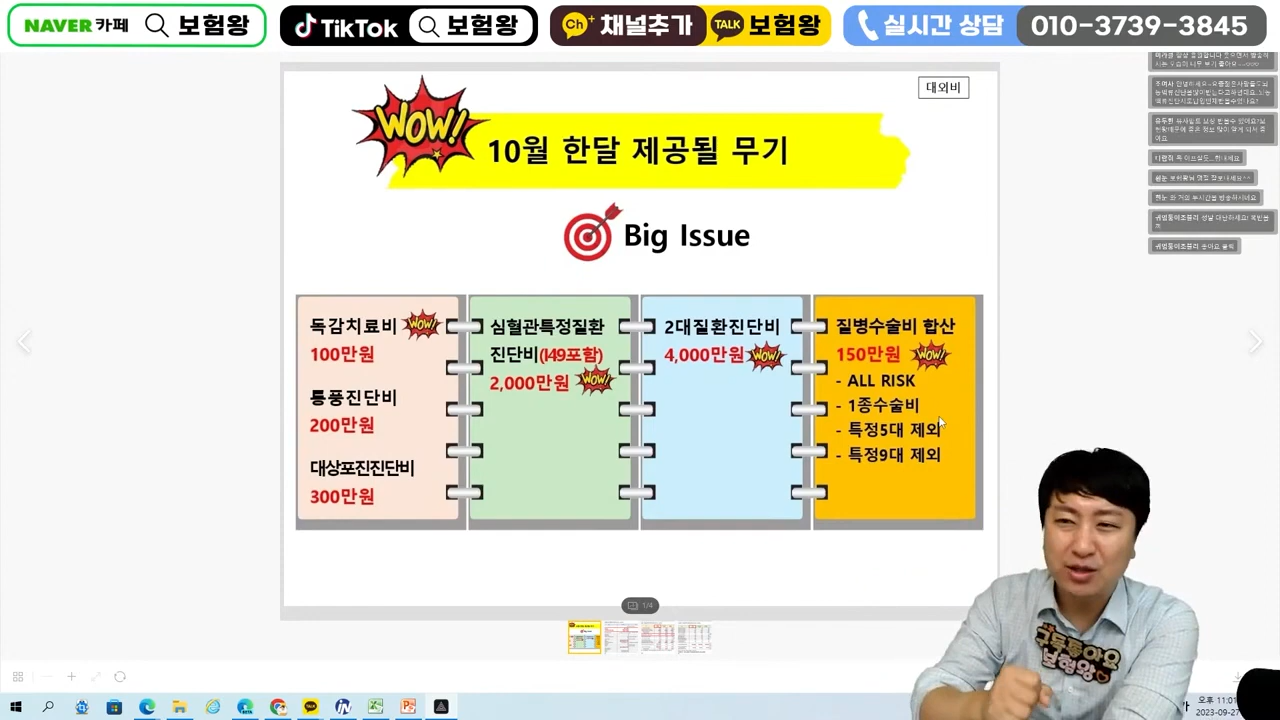 NAVER 카페 보험왕
TikTok 보험왕
Ch+ 채널추가 TALK 보험왕
실시간 상담 010-3739-3845
대외비
WOW!
10월 한달 제공될 무기
Big Issue
독감치료비 WOW!
100만원
통풍진단비
200만원
대상포진진단비
300만원
심혈관특정질환
진단비(I49포함)
2,000만원 WOW!
2대질환진단비
4,000만원 WOW!
질병수술비 합산
150만원 WOW!
- ALL RISK
- 1종수술비
- 특정5대 제외
- 특정9대 제외
1/4
구독좋아요
보험왕
오후 11:01
2023-09-27